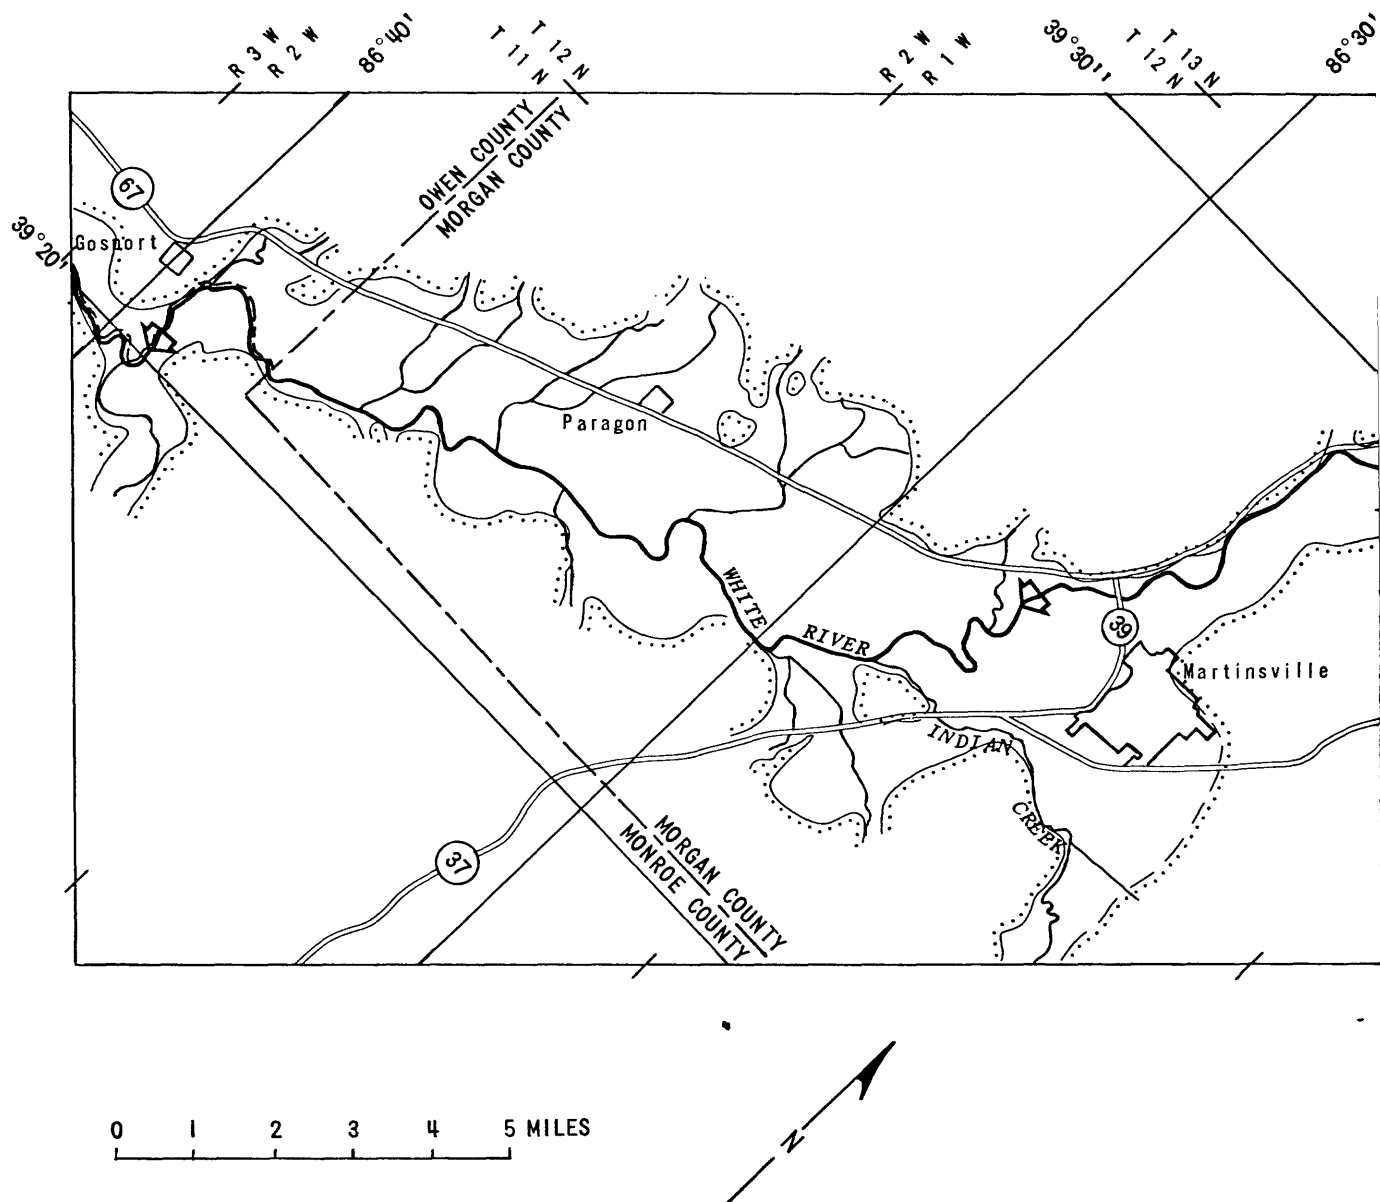 R 3 W
R 2 W
86°40'
T 12 N
T 11 N
R 2 W
R 1 W
39°30'
T 13 N
T 12 N
86°30'
OWEN COUNTY
MORGAN COUNTY
67
39°20'
Gosport
Paragon
WHITE RIVER
39
Martinsville
INDIAN CREEK
37
MORGAN COUNTY
MONROE COUNTY
N
0 1 2 3 4 5 MILES